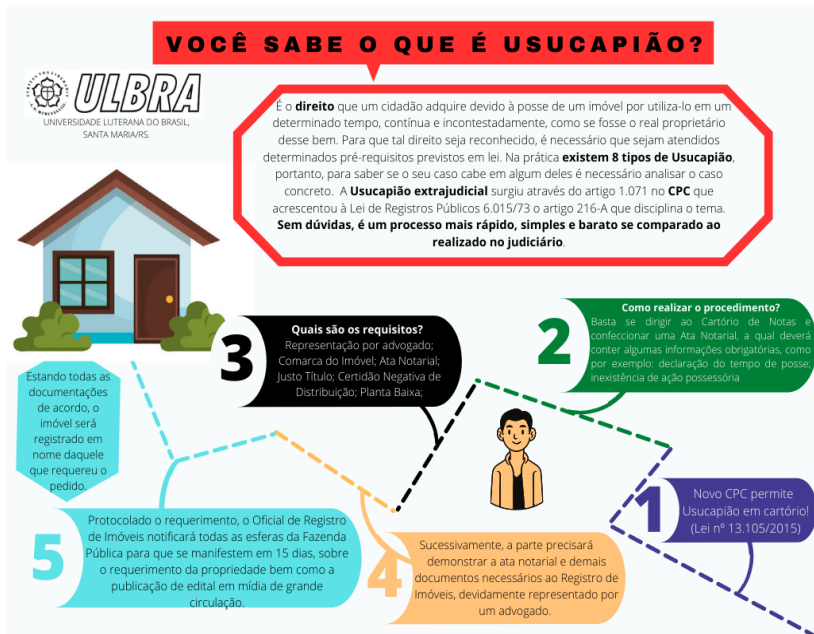 VOCÊ SABE O QUE É USUCAPIÃO?
ULBRA
UNIVERSIDADE LUTERANA DO BRASIL,
SANTA MARIA/RS.
É o direito que um cidadão adquire devido à posse de um imóvel por utiliza-lo em um
determinado tempo, contínua e incontestadamente, como se fosse o real proprietário
desse bem. Para que tal direito seja reconhecido, é necessário que sejam atendidos
determinados pré-requisitos previstos em lei. Na prática existem 8 tipos de Usucapião,
portanto, para saber se o seu caso cabe em algum deles é necessário analisar o caso
concreto. A Usucapião extrajudicial surgiu através do artigo 1.071 no CPC que
acrescentou à Lei de Registros Públicos 6.015/73 o artigo 216-A que disciplina o tema.
Sem dúvidas, é um processo mais rápido, simples e barato se comparado ao
realizado no judiciário.
1
Novo CPC permite
Usucapião em cartório!
(Lei nº 13.105/2015)
2
Como realizar o procedimento?
Basta se dirigir ao Cartório de Notas e
confeccionar uma Ata Notarial, a qual deverá
conter algumas informações obrigatórias, como
por exemplo: declaração do tempo de posse;
inexistência de ação possessória
3
Quais são os requisitos?
Representação por advogado;
Comarca do Imóvel; Ata Notarial;
Justo Título; Certidão Negativa de
Distribuição; Planta Baixa;
4
Sucessivamente, a parte precisará
demonstrar a ata notarial e demais
documentos necessários ao Registro de
Imóveis, devidamente representado por
um advogado.
5
Protocolado o requerimento, o Oficial de Registro
de Imóveis notificará todas as esferas da Fazenda
Pública para que se manifestem em 15 dias, sobre
o requerimento da propriedade bem como a
publicação de edital em mídia de grande
circulação.
Estando todas as
documentações
de acordo, o
imóvel será
registrado em
nome daquele
que requereu o
pedido.